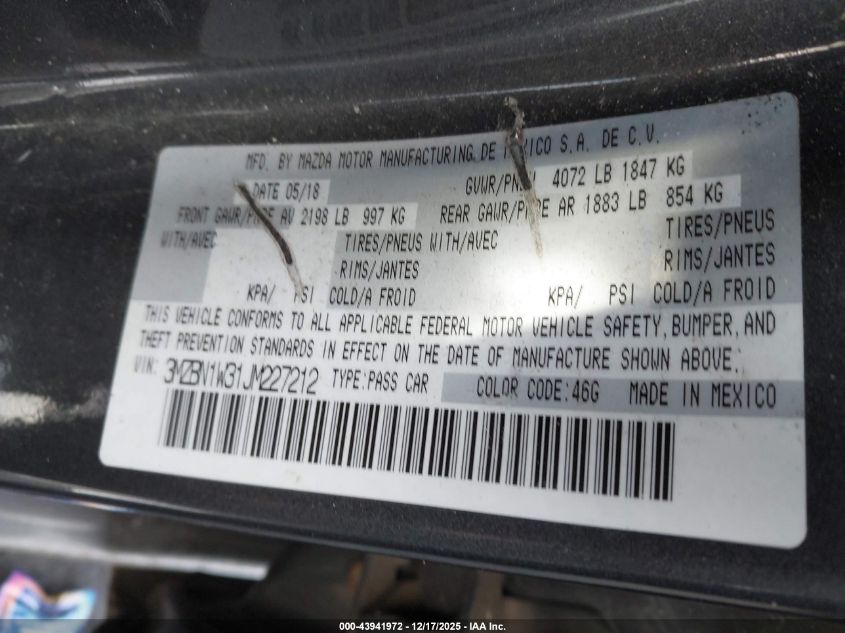 MFD. BY MAZDA MOTOR MANUFACTURING DE MEXICO S.A. DE C.V.
DATE 05/18 GVWR/PNBV 4072 LB 1847 KG
FRONT GAWR/PNBE AV 2198 LB 997 KG REAR GAWR/PNBE AR 1883 LB 854 KG
WITH/AVEC TIRES/PNEUS WITH/AVEC TIRES/PNEUS
RIMS/JANTES RIMS/JANTES
KPA/ PSI COLD/A FROID KPA/ PSI COLD/A FROID
THIS VEHICLE CONFORMS TO ALL APPLICABLE FEDERAL MOTOR VEHICLE SAFETY, BUMPER, AND
THEFT PREVENTION STANDARDS IN EFFECT ON THE DATE OF MANUFACTURE SHOWN ABOVE.
VIN: 3MZBN1W31JM227212 TYPE:PASS CAR COLOR CODE:46G MADE IN MEXICO
000-43941972 - 12/17/2025 - IAA Inc.